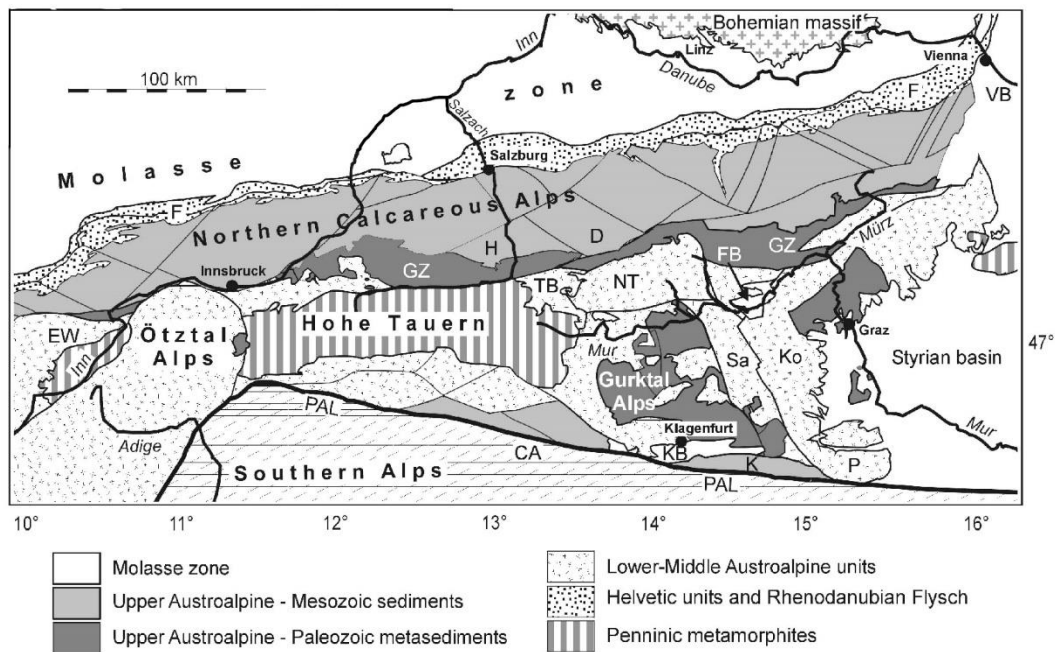 Bohemian massif
Inn
Linz
Vienna
100 km
Danube
zone
F
VB
Salzach
Salzburg
Molasse
F
Northern Calcareous Alps
H
D
GZ
Mürz
Innsbruck
GZ
FB
TB
NT
EW
Ötztal
Alps
Hohe Tauern
Graz
47°
Inn
Mur
Sa
Ko
Styrian basin
Gurktal
Alps
PAL
Klagenfurt
Adige
CA
KB
K
P
Mur
Southern Alps
PAL
10° 11° 12° 13° 14° 15° 16°
Molasse zone
Upper Austroalpine - Mesozoic sediments
Upper Austroalpine - Paleozoic metasediments
Lower-Middle Austroalpine units
Helvetic units and Rhenodanubian Flysch
Penninic metamorphites